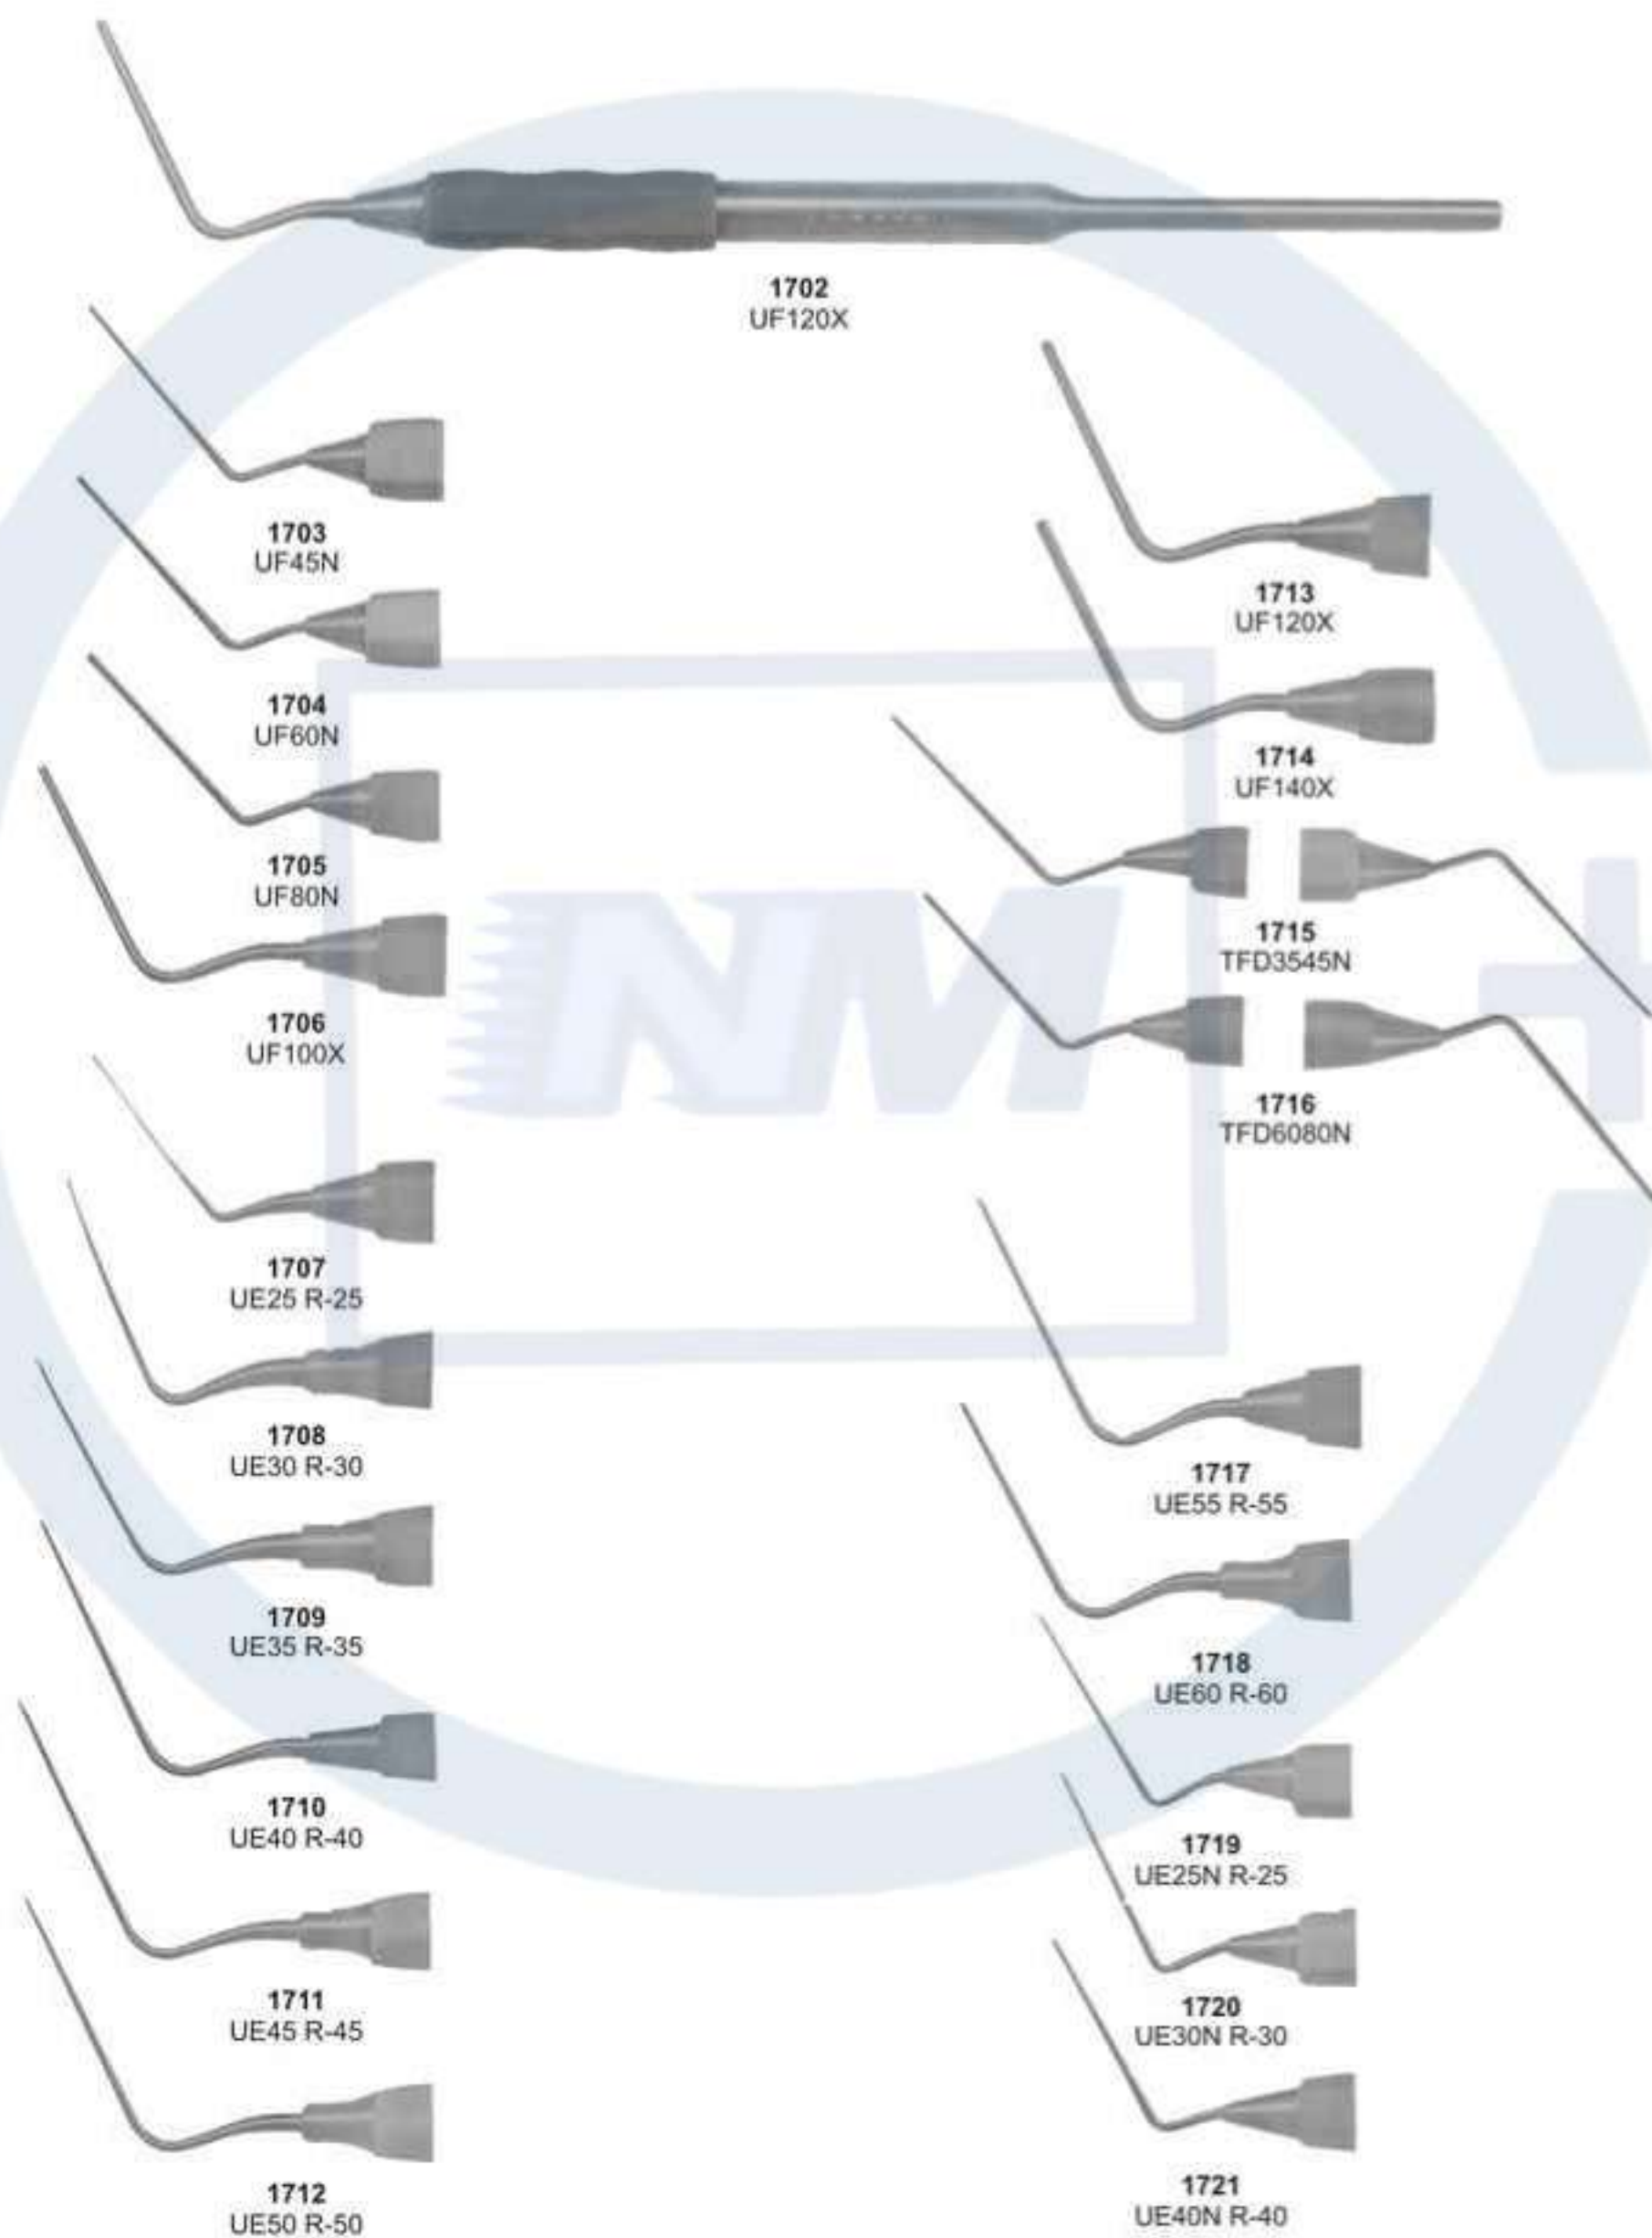 1702
UF120X
1703
UF45N
1704
UF60N
1705
UF80N
1706
UF100X
1707
UE25 R-25
1708
UE30 R-30
1709
UE35 R-35
1710
UE40 R-40
1711
UE45 R-45
1712
UE50 R-50
1713
UF120X
1714
UF140X
1715
TFD3545N
1716
TFD6080N
1717
UE55 R-55
1718
UE60 R-60
1719
UE25N R-25
1720
UE30N R-30
1721
UE40N R-40
NM